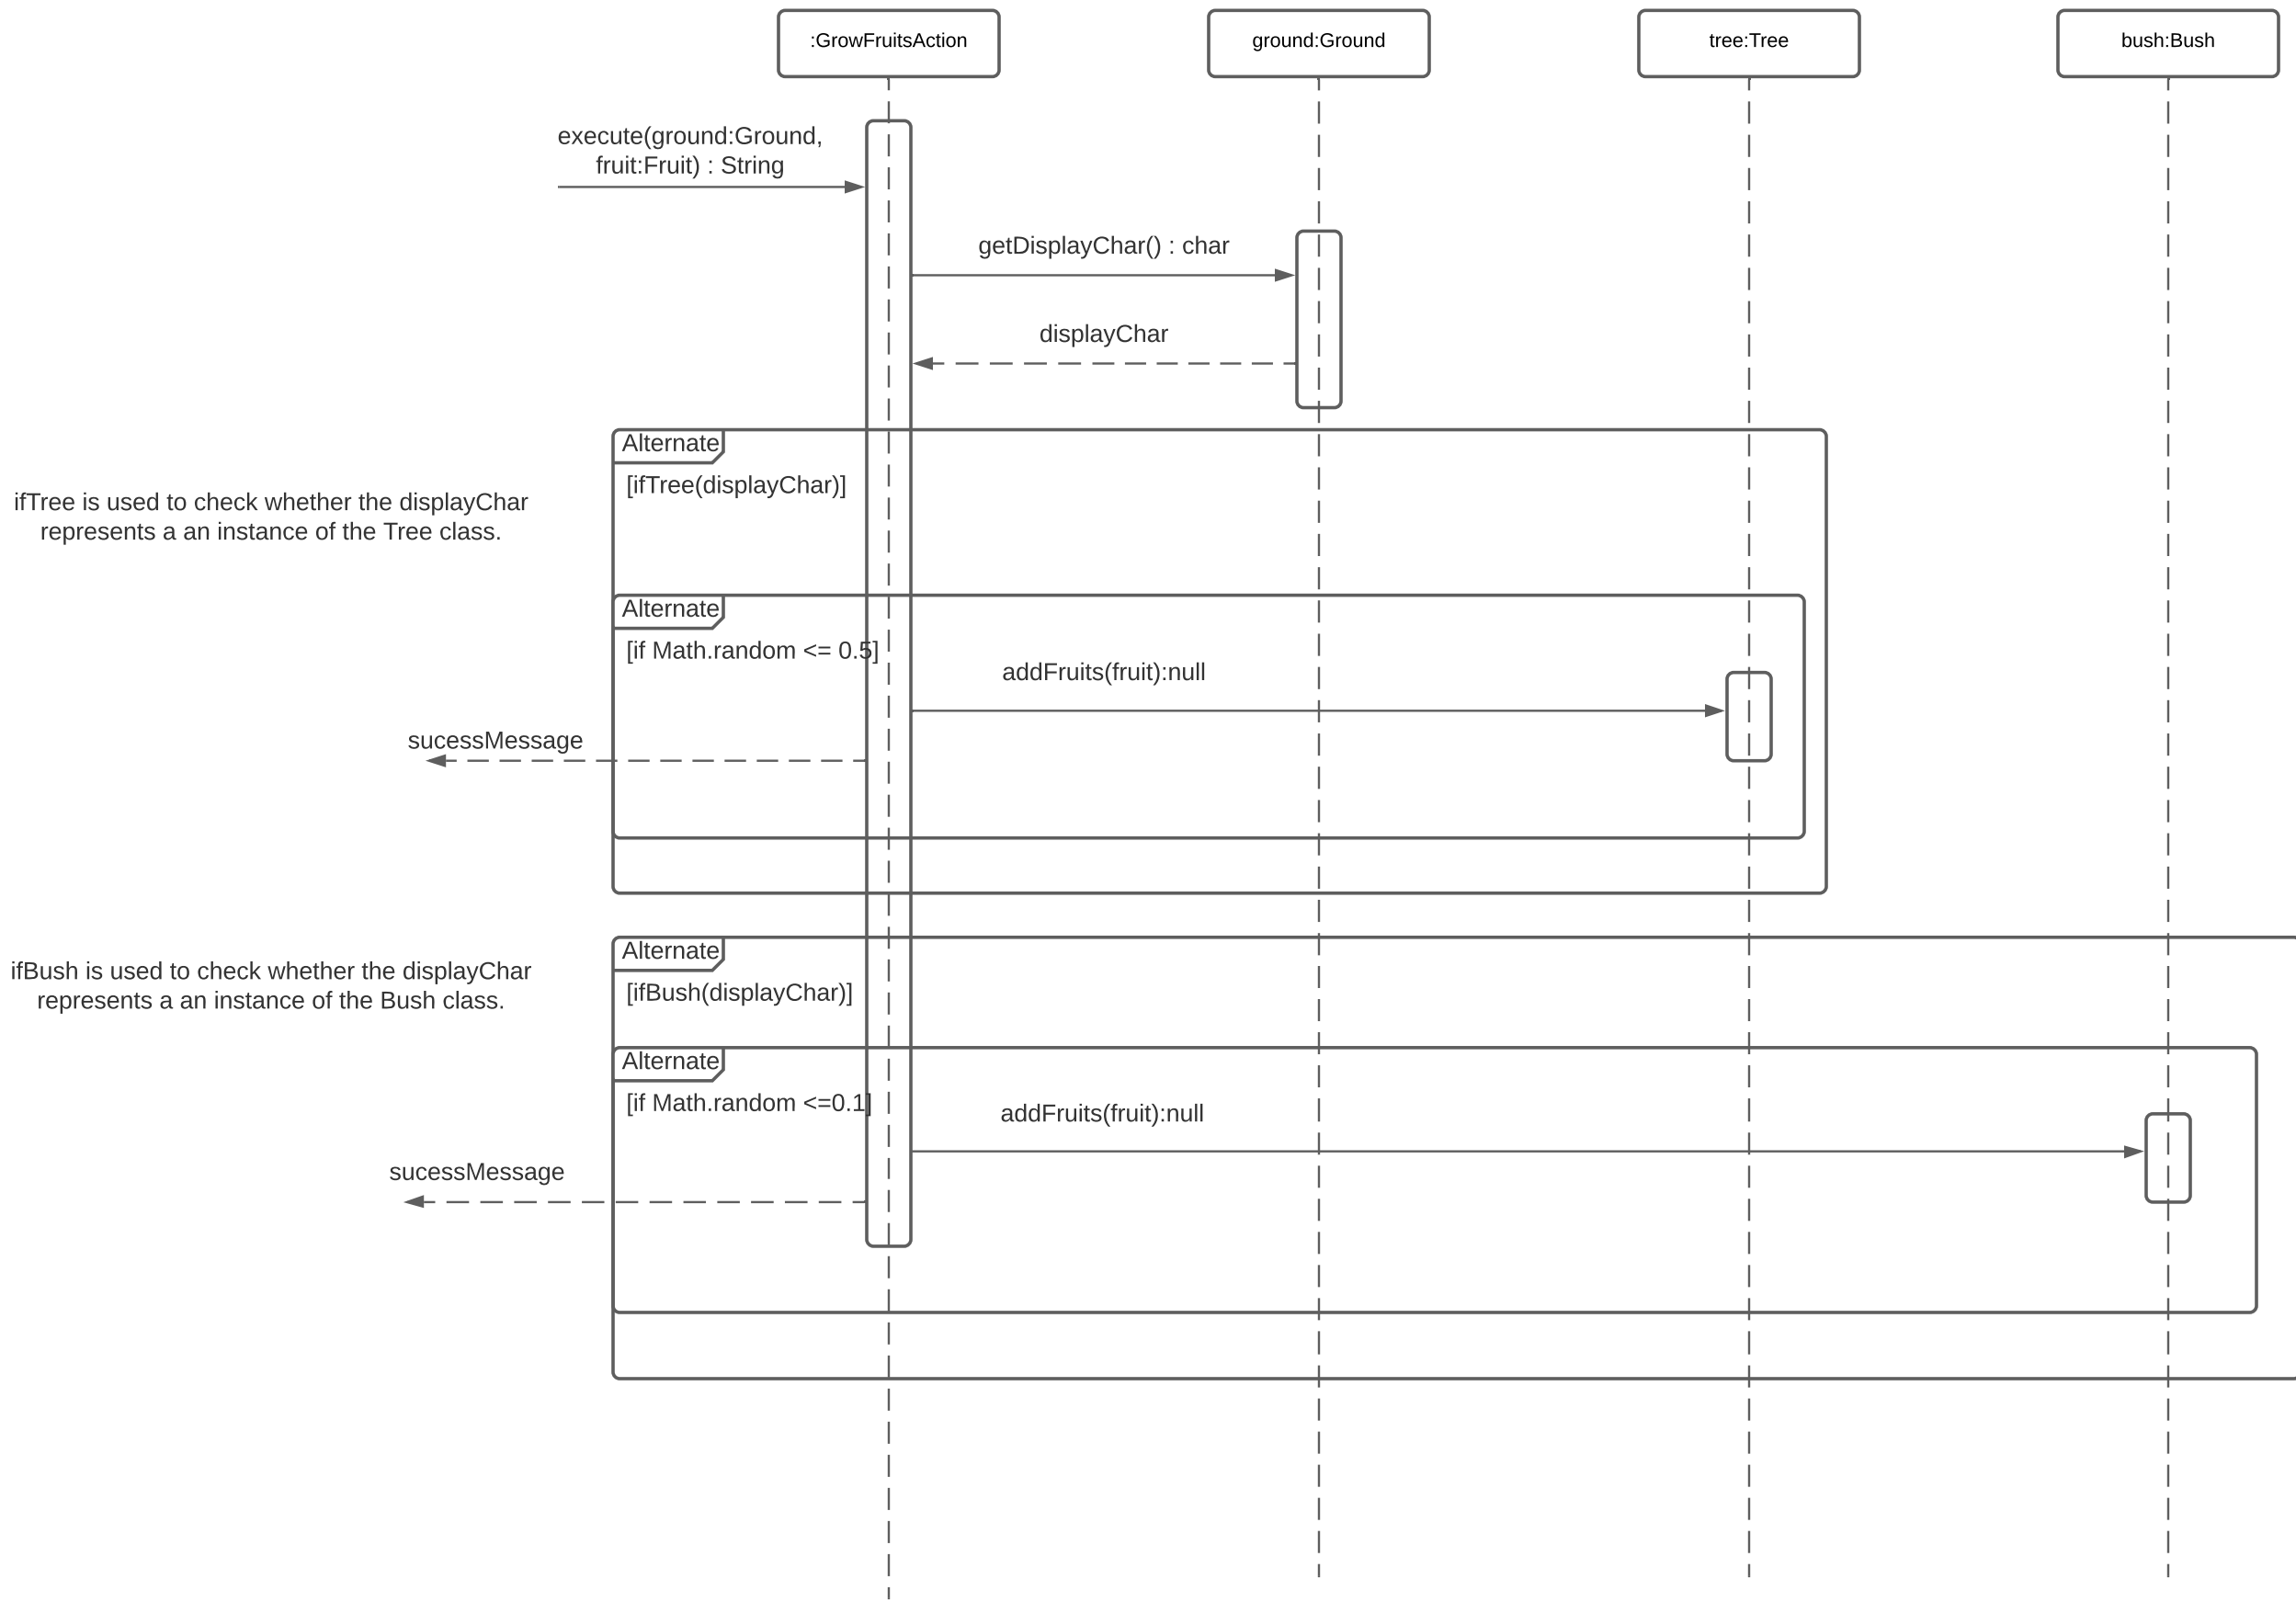 :GrowFruitsAction
ground:Ground
tree:Tree
bush:Bush
execute(ground:Ground,
fruit:Fruit) : String
getDisplayChar() : char
displayChar
Alternate
[ifTree(displayChar)]
ifTree is used to check whether the displayChar
represents a an instance of the Tree class.
Alternate
[if Math.random <= 0.5]
addFruits(fruit):null
sucessMessage
Alternate
ifBush is used to check whether the displayChar
represents a an instance of the Bush class.
[ifBush(displayChar)]
Alternate
[if Math.random <=0.1]
addFruits(fruit):null
sucessMessage